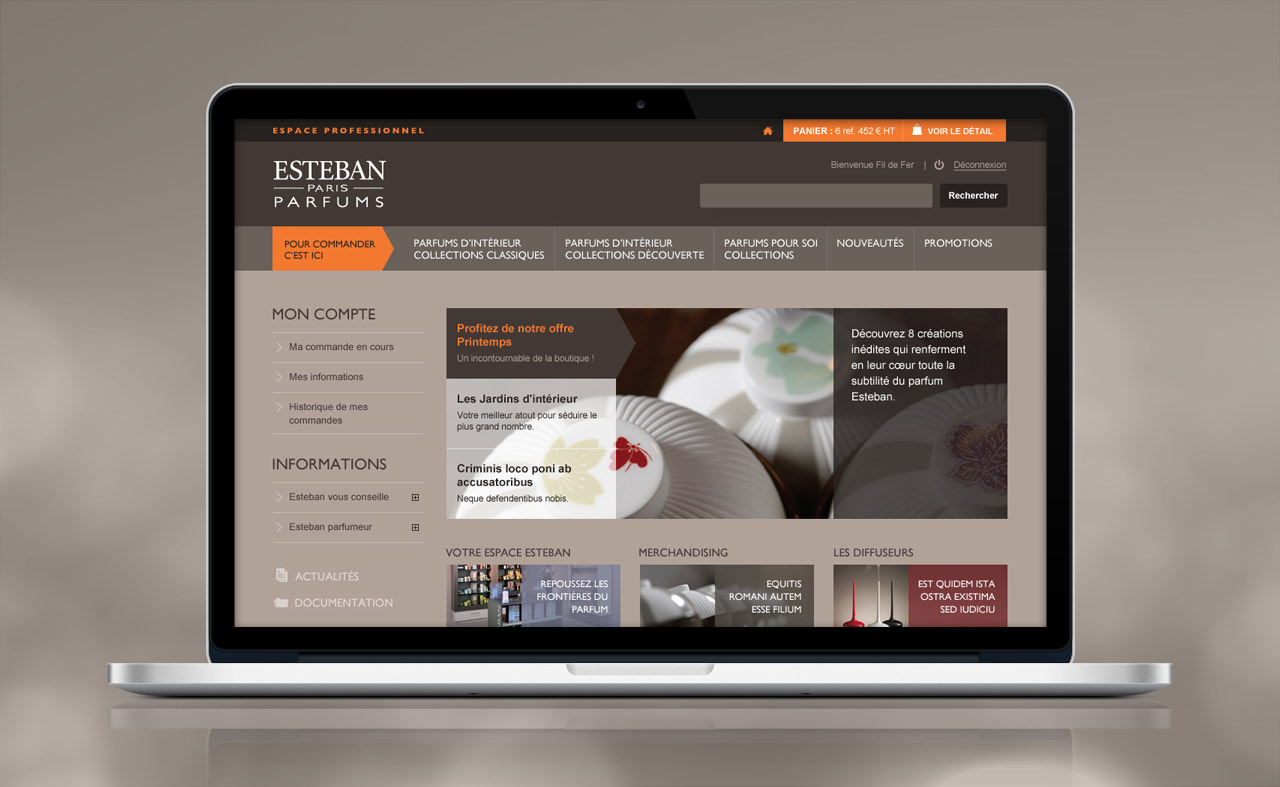 ESPACE PROFESSIONNEL
PANIER : 6 ref. 452 € HT
VOIR LE DÉTAIL
Bienvenue Fil de Fer | Déconnexion
ESTEBAN
PARIS
PARFUMS
Rechercher
POUR COMMANDER
C'EST ICI
PARFUMS D'INTÉRIEUR
COLLECTIONS CLASSIQUES
PARFUMS D'INTÉRIEUR
COLLECTIONS DÉCOUVERTE
PARFUMS POUR SOI
COLLECTIONS
NOUVEAUTÉS
PROMOTIONS
MON COMPTE
Ma commande en cours
Mes informations
Historique de mes
commandes
INFORMATIONS
Esteban vous conseille
Esteban parfumeur
ACTUALITÉS
DOCUMENTATION
Profitez de notre offre
Printemps
Un incontournable de la boutique !
Les Jardins d'intérieur
Votre meilleur atout pour séduire le
plus grand nombre.
Criminis loco poni ab
accusatoribus
Neque defendentibus nobis.
Découvrez 8 créations
inédites qui renferment
en leur cœur toute la
subtilité du parfum
Esteban.
VOTRE ESPACE ESTEBAN
REPOUSSEZ LES
FRONTIÈRES DU
PARFUM
MERCHANDISING
EQUITIS
ROMANI AUTEM
ESSE FILIUM
LES DIFFUSEURS
EST QUIDEM ISTA
OSTRA EXISTIMA
SED IUDICIU